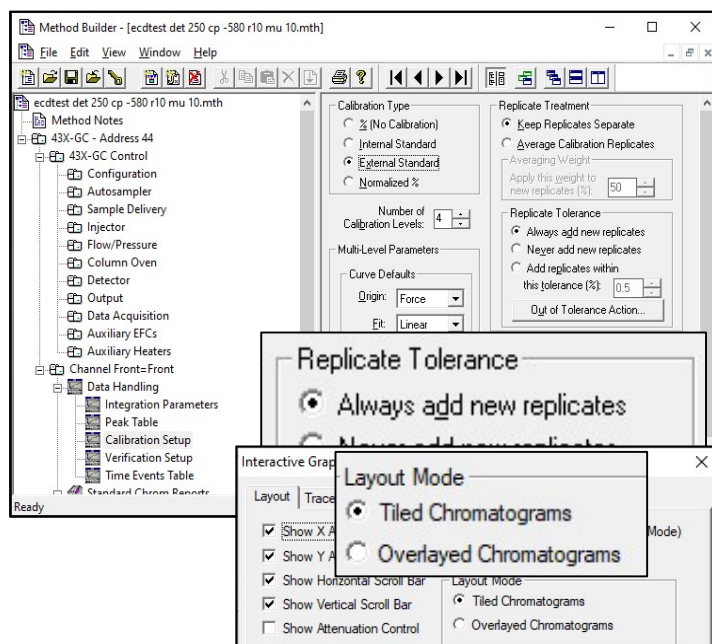 Method Builder - [ecdtest det 250 cp -580 r10 mu 10.mth]
File Edit View Window Help
ecdtest det 250 cp -580 r10 mu 10.mth
Method Notes
43X-GC - Address 44
43X-GC Control
Configuration
Autosampler
Sample Delivery
Injector
Flow/Pressure
Column Oven
Detector
Output
Data Acquisition
Auxiliary EFCs
Auxiliary Heaters
Channel Front=Front
Data Handling
Integration Parameters
Peak Table
Calibration Setup
Verification Setup
Time Events Table
Standard Chrom Reports
Ready
Calibration Type
% (No Calibration)
Internal Standard
External Standard
Normalized %
Number of
Calibration Levels: 4
Multi-Level Parameters
Curve Defaults
Origin: Force
Fit: Linear
Replicate Treatment
Keep Replicates Separate
Average Calibration Replicates
Averaging Weight
Apply this weight to
new replicates (%): 50
Replicate Tolerance
Always add new replicates
Never add new replicates
Add replicates within
this tolerance (%): 0.5
Out of Tolerance Action...
Replicate Tolerance
Always add new replicates
Interactive Grap
Layout Trace
Show X A
Mode)
Show Y A
Show Horizontal Scroll Bar
Show Vertical Scroll Bar
Show Attenuation Control
Layout Mode
Tiled Chromatograms
Overlayed Chromatograms
Layout Mode
Tiled Chromatograms
Overlayed Chromatograms